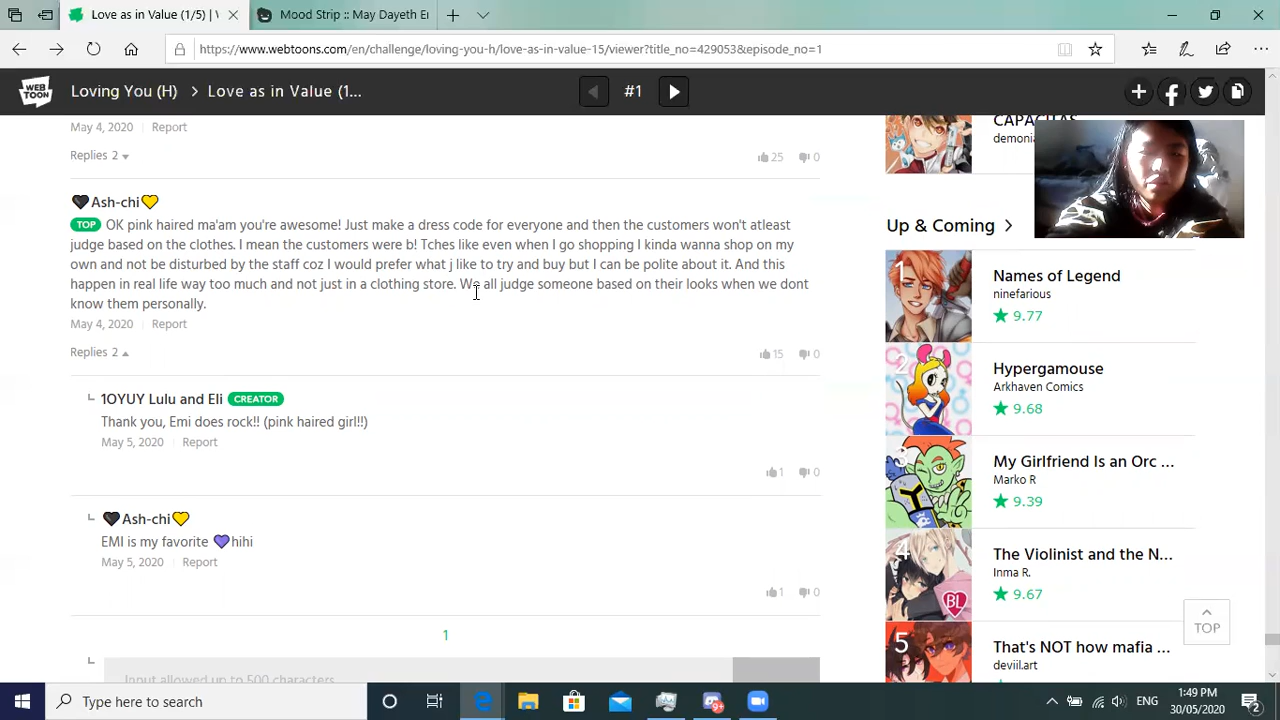 Love as in Value (1/5) | W
Mood Strip :: May Dayeth Er
https://www.webtoons.com/en/challenge/loving-you-h/love-as-in-value-15/viewer?title_no=429053&episode_no=1
WEB TOON
Loving You (H) > Love as in Value (1...
#1
May 4, 2020 | Report
Replies 2
25 0
Ash-chi
TOP OK pink haired ma'am you're awesome! Just make a dress code for everyone and then the customers won't atleast
judge based on the clothes. I mean the customers were b! Tches like even when I go shopping I kinda wanna shop on my
own and not be disturbed by the staff coz I would prefer what j like to try and buy but I can be polite about it. And this
happen in real life way too much and not just in a clothing store. We all judge someone based on their looks when we dont
know them personally.
May 4, 2020 | Report
Replies 2
15 0
1OYUY Lulu and Eli CREATOR
Thank you, Emi does rock!! (pink haired girl!!)
May 5, 2020 | Report
1 0
Ash-chi
EMI is my favorite hihi
May 5, 2020 | Report
1 0
1
Input allowed up to 500 characters
CAPACITAS
demonia
Up & Coming >
1
Names of Legend
ninefarious
9.77
2
Hypergamouse
Arkhaven Comics
9.68
3
My Girlfriend Is an Orc ...
Marko R
9.39
4
BL
The Violinist and the N...
Inma R.
9.67
5
That's NOT how mafia ...
deviil.art
TOP
Type here to search
9+
ENG
1:49 PM
30/05/2020
2